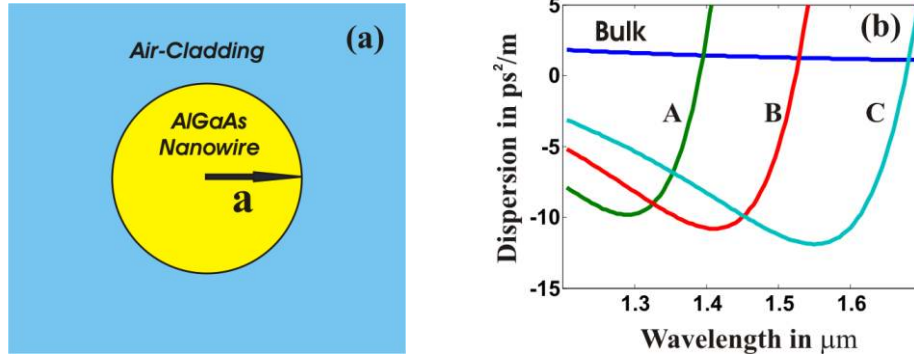 (a)
Air-Cladding
AlGaAs
Nanowire
a
(b)
Bulk
A
B
C
5
0
-5
-10
-15
1.3
1.4
1.5
1.6
Dispersion in ps²/m
Wavelength in μm